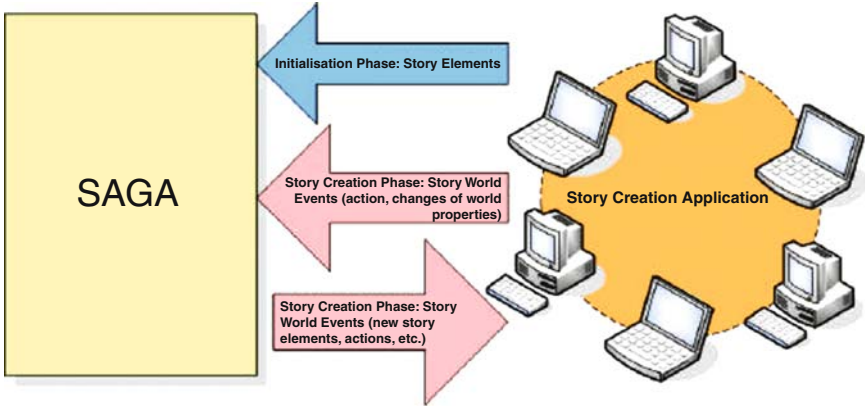 Initialisation Phase: Story Elements
SAGA
Story Creation Phase: Story World
Events (action, changes of world
properties)
Story Creation Application
Story Creation Phase: Story
World Events (new story
elements, actions, etc.)